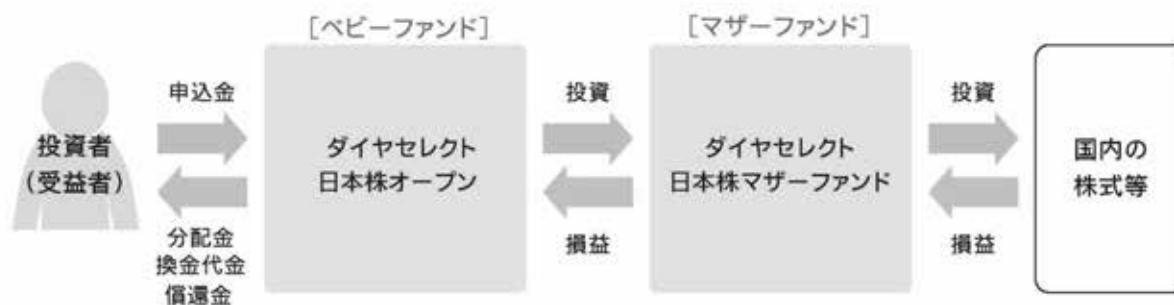 [ベビーファンド]
[マザーファンド]
投資者
(受益者)
申込金
分配金
換金代金
償還金
ダイヤセレクト
日本株オープン
投資
損益
ダイヤセレクト
日本株マザーファンド
投資
損益
国内の
株式等